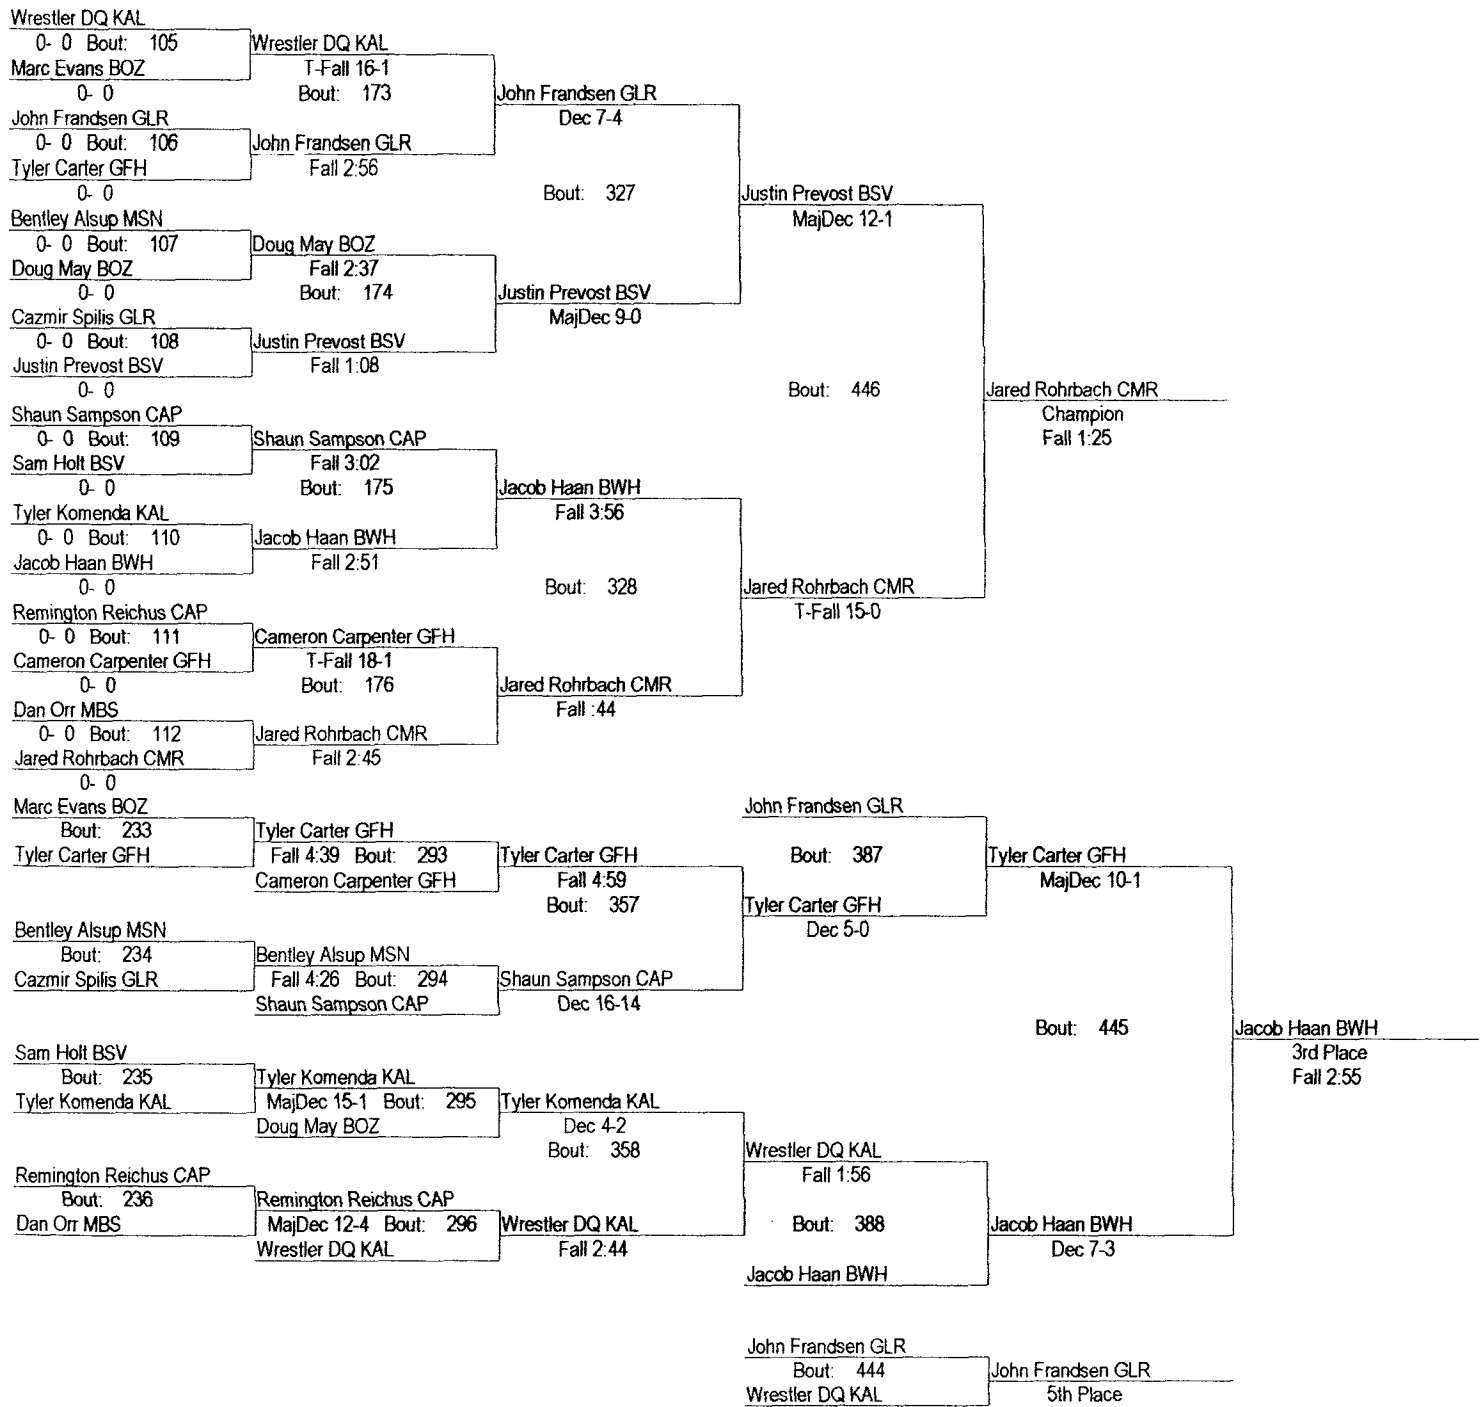 Wrestler DQ KAL
0- 0 Bout: 105
Wrestler DQ KAL
Marc Evans BOZ
T-Fall 16-1
0- 0
Bout: 173
John Frandsen GLR
John Frandsen GLR
Dec 7-4
0- 0 Bout: 106
John Frandsen GLR
Tyler Carter GFH
Fall 2:56
0- 0
Bout: 327
Justin Prevost BSV
Bentley Alsup MSN
MajDec 12-1
0- 0 Bout: 107
Doug May BOZ
Doug May BOZ
Fall 2:37
0- 0
Bout: 174
Justin Prevost BSV
Cazmir Spilis GLR
MajDec 9-0
0- 0 Bout: 108
Justin Prevost BSV
Justin Prevost BSV
Fall 1:08
0- 0
Bout: 446
Jared Rohrbach CMR
Shaun Sampson CAP
Champion
0- 0 Bout: 109
Shaun Sampson CAP
Fall 1:25
Sam Holt BSV
Fall 3:02
0- 0
Bout: 175
Jacob Haan BWH
Tyler Komenda KAL
Fall 3:56
0- 0 Bout: 110
Jacob Haan BWH
Jacob Haan BWH
Fall 2:51
0- 0
Bout: 328
Jared Rohrbach CMR
Remington Reichus CAP
T-Fall 15-0
0- 0 Bout: 111
Cameron Carpenter GFH
Cameron Carpenter GFH
T-Fall 18-1
0- 0
Bout: 176
Jared Rohrbach CMR
Dan Orr MBS
Fall :44
0- 0 Bout: 112
Jared Rohrbach CMR
Jared Rohrbach CMR
Fall 2:45
0- 0
Marc Evans BOZ
John Frandsen GLR
Bout: 233
Tyler Carter GFH
Tyler Carter GFH
Fall 4:39 Bout: 293
Tyler Carter GFH
Bout: 387
Tyler Carter GFH
Cameron Carpenter GFH
Fall 4:59
MajDec 10-1
Bout: 357
Tyler Carter GFH
Bentley Alsup MSN
Dec 5-0
Bout: 234
Bentley Alsup MSN
Cazmir Spilis GLR
Fall 4:26 Bout: 294
Shaun Sampson CAP
Shaun Sampson CAP
Dec 16-14
Bout: 445
Jacob Haan BWH
Sam Holt BSV
3rd Place
Bout: 235
Tyler Komenda KAL
Fall 2:55
Tyler Komenda KAL
MajDec 15-1 Bout: 295
Tyler Komenda KAL
Doug May BOZ
Dec 4-2
Bout: 358
Wrestler DQ KAL
Remington Reichus CAP
Fall 1:56
Bout: 236
Remington Reichus CAP
Dan Orr MBS
MajDec 12-4 Bout: 296
Wrestler DQ KAL
Bout: 388
Jacob Haan BWH
Wrestler DQ KAL
Fall 2:44
Dec 7-3
Jacob Haan BWH
John Frandsen GLR
Bout: 444
John Frandsen GLR
Wrestler DQ KAL
5th Place